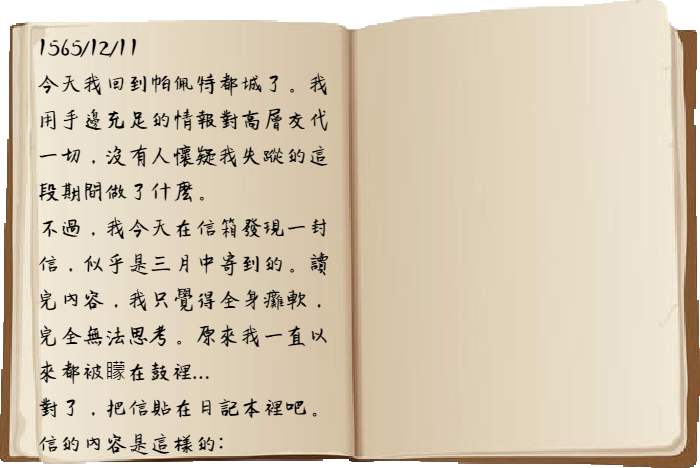 1565/12/11
今天我回到帕佩特都城了。我
用手邊充足的情報對高層交代
一切，沒有人懷疑我失蹤的這
段期間做了什麼。
不過，我今天在信箱發現一封
信，似乎是三月中寄到的。讀
完內容，我只覺得全身癱軟，
完全無法思考。原來我一直以
來都被矇在鼓裡...
對了，把信貼在日記本裡吧。
信的內容是這樣的：